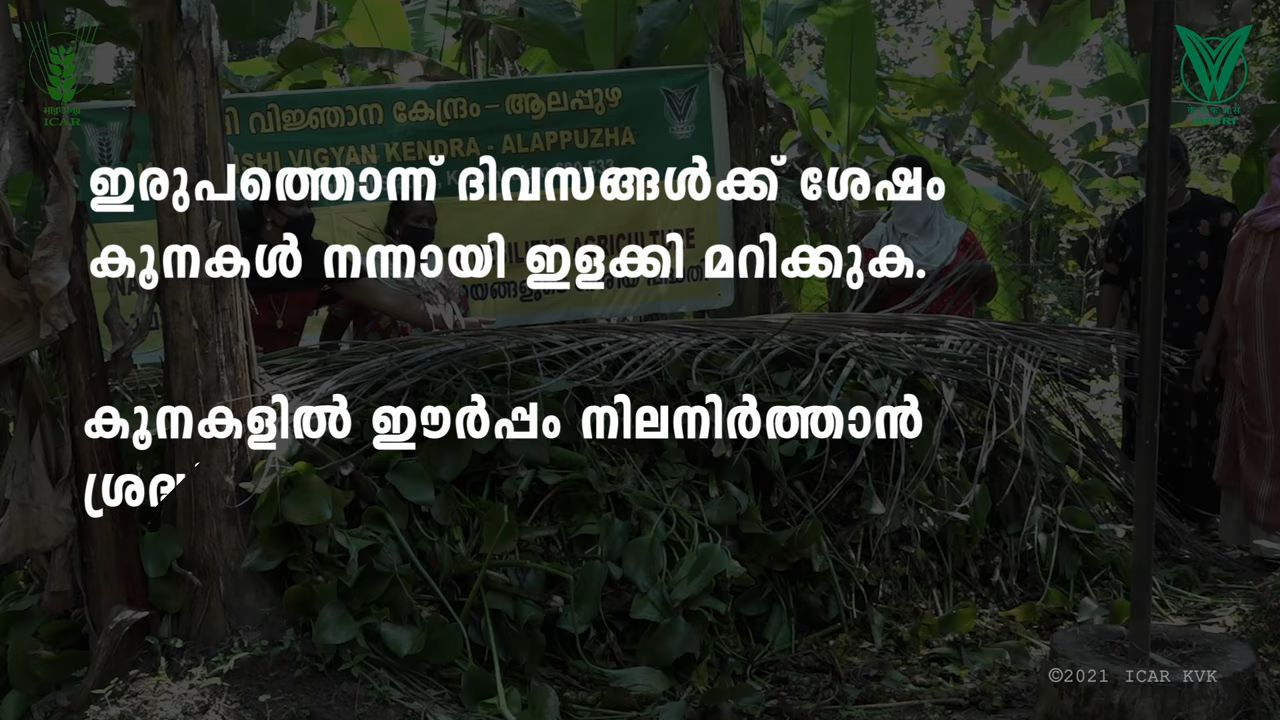 ICAR
വിജ്ഞാന കേന്ദ്രം – ആലപ്പുഴ
VIGYAN KENDRA - ALAPPUZHA
ഇരുപത്തൊന്ന് ദിവസങ്ങൾക്ക് ശേഷം
കൂനകൾ നന്നായി ഇളക്കി മറിക്കുക.
AGRICULTURE
കൂനകളിൽ ഈർപ്പം നിലനിർത്താൻ
©2021 ICAR KVK